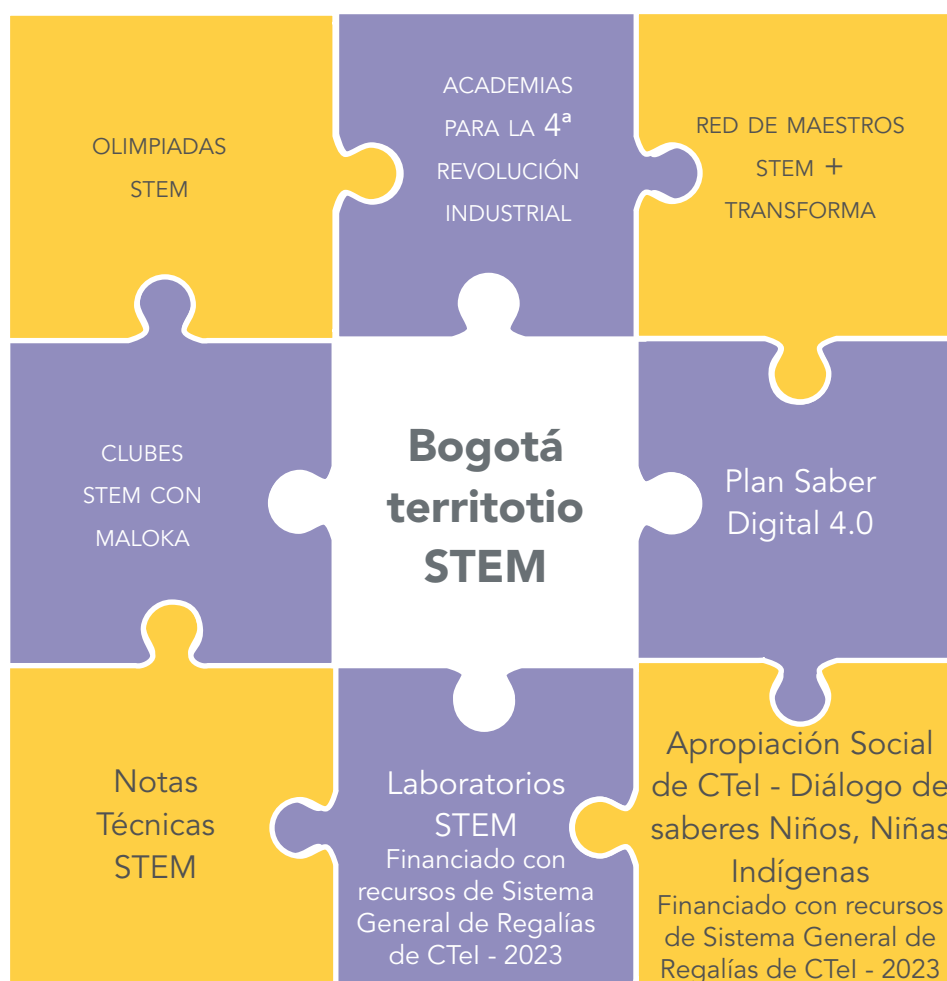 OLIMPIADAS
STEM
ACADEMIAS
PARA LA 4ª
REVOLUCIÓN
INDUSTRIAL
RED DE MAESTROS
STEM +
TRANSFORMA
CLUBES
STEM CON
MALOKA
Bogotá
territotio
STEM
Plan Saber
Digital 4.0
Notas
Técnicas
STEM
Laboratorios
STEM
Financiado con
recursos de Sistema
General de Regalías
de CTeI - 2023
Apropiación Social
de CTeI - Diálogo de
saberes Niños, Niñas
Indígenas
Financiado con recursos
de Sistema General de
Regalías de CTeI - 2023